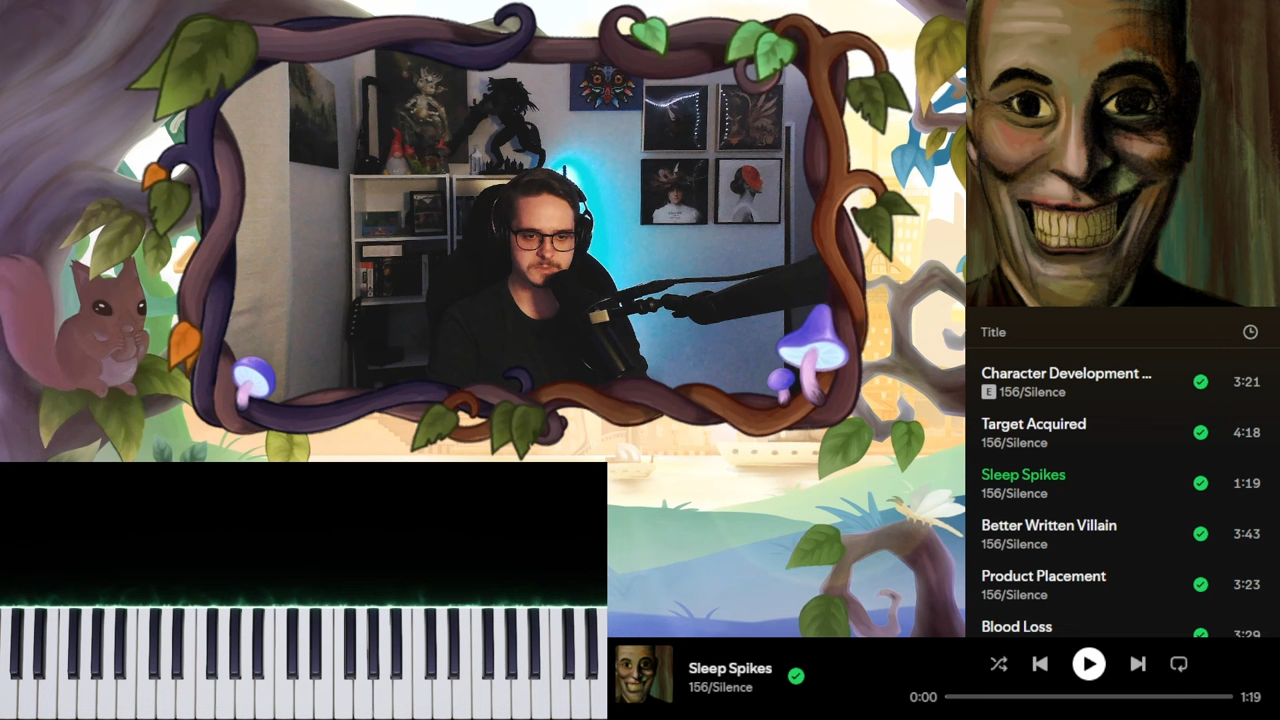 Title
Character Development ...
E 156/Silence
3:21
Target Acquired
156/Silence
4:18
Sleep Spikes
156/Silence
1:19
Better Written Villain
156/Silence
3:43
Product Placement
156/Silence
3:23
Blood Loss
3:29
Sleep Spikes
156/Silence
0:00
1:19